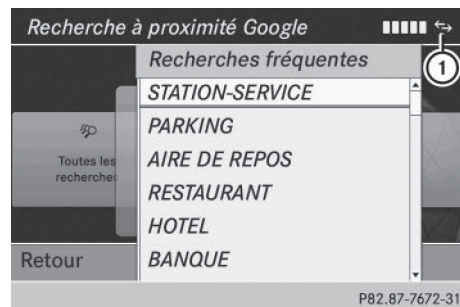 Recherche à proximité Google
1
Recherches fréquentes
STATION-SERVICE
PARKING
AIRE DE REPOS
RESTAURANT
HOTEL
BANQUE
Toutes les
recherche
Retour
P82.87-7672-31